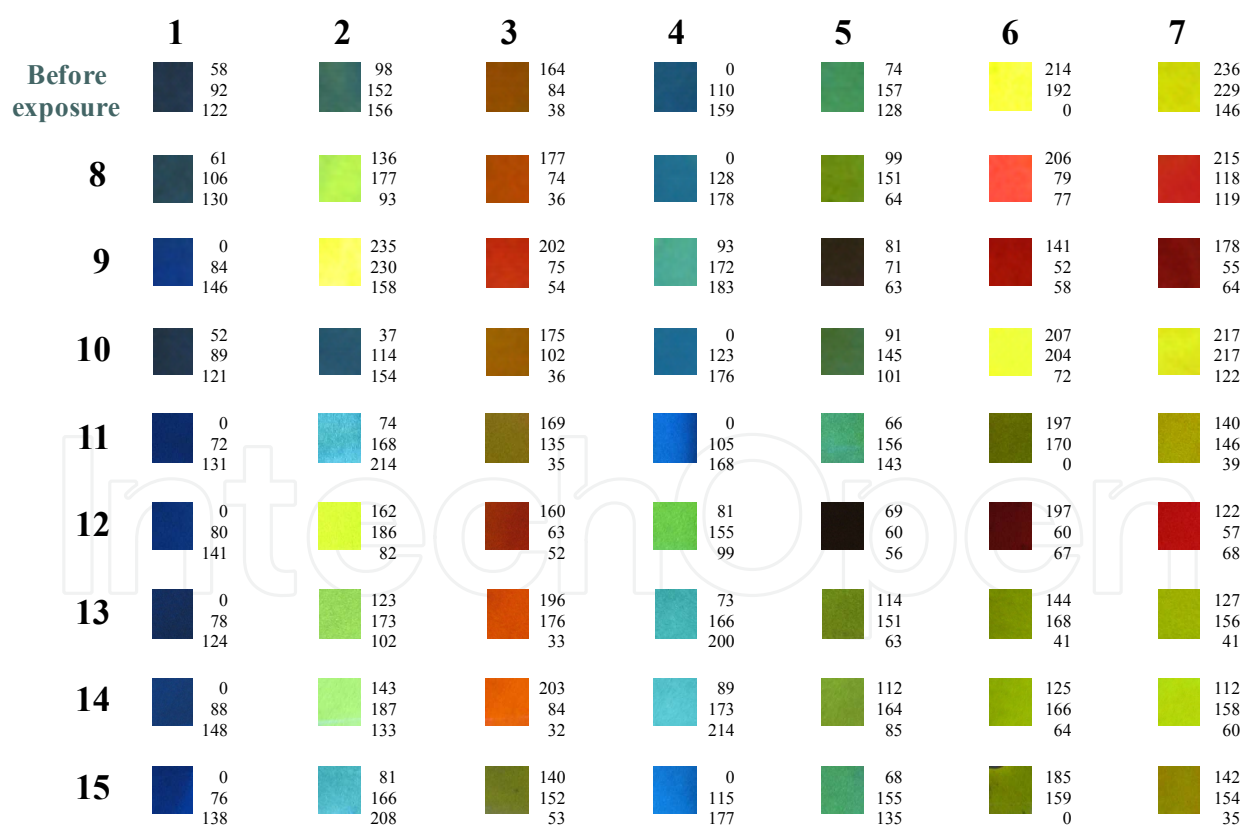 1 2 3 4 5 6 7
Before
exposure
58 98 164 0 74 214 236
92 152 84 110 157 192 229
122 156 38 159 128 0 146
8
61 136 177 0 99 206 215
106 177 74 128 151 79 118
130 93 36 178 64 77 119
9
0 235 202 93 81 141 178
84 230 75 172 71 52 55
146 158 54 183 63 58 64
10
52 37 175 0 91 207 217
89 114 102 123 145 204 217
121 154 36 176 101 72 122
11
0 74 169 0 66 197 140
72 168 135 105 156 170 146
131 214 35 168 143 0 39
12
0 162 160 81 69 197 122
80 186 63 155 60 60 57
141 82 52 99 56 67 68
13
0 123 196 73 114 144 127
78 173 176 166 151 168 156
124 102 33 200 63 41 41
14
0 143 203 89 112 125 112
88 187 84 173 164 166 158
148 133 32 214 85 64 60
15
0 81 140 0 68 185 142
76 166 152 115 155 159 154
138 208 53 177 135 0 35
IntechOpen